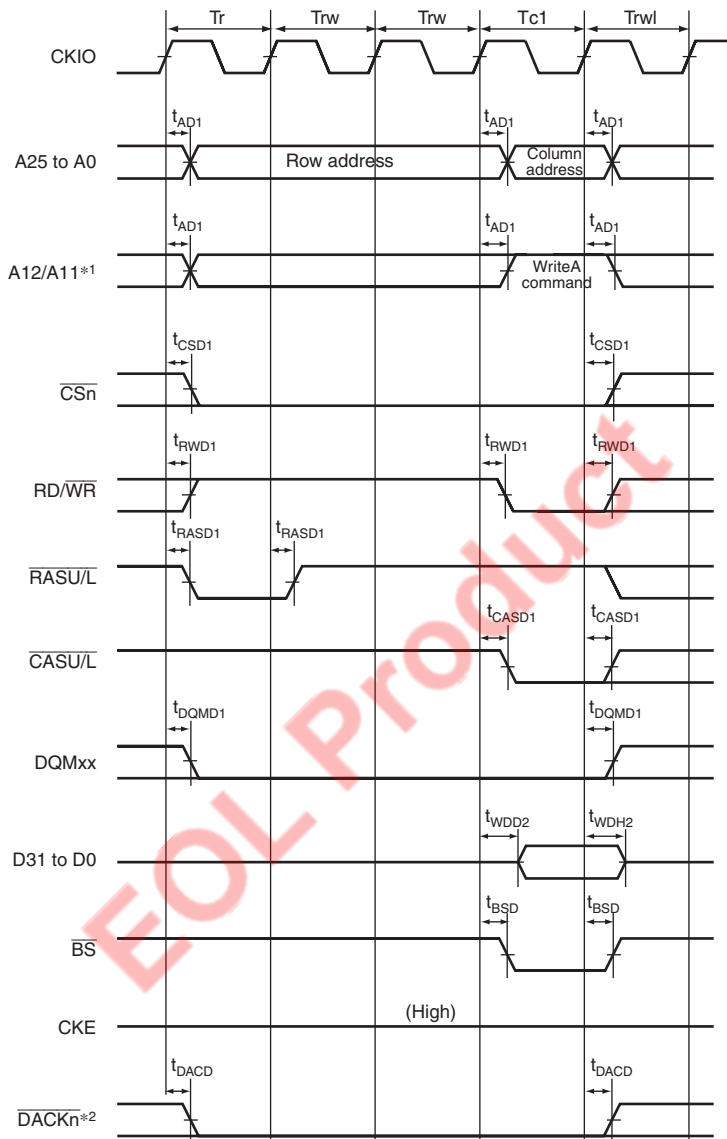 Tr Trw Trw Tc1 Trwl
CKIO
tAD1 tAD1 tAD1
A25 to A0 Row address Column address
tAD1 tAD1 tAD1
A12/A11*1 WriteA command
tCSD1 tCSD1
CSn
tRWD1 tRWD1 tRWD1
RD/WR
tRASD1 tRASD1
RASU/L
tCASD1 tCASD1
CASU/L
tDQMD1 tDQMD1
DQMxx
tWDD2 tWDH2
D31 to D0
tBSD tBSD
BS
(High)
CKE
tDACD tDACD
DACKn*2
EOL Product